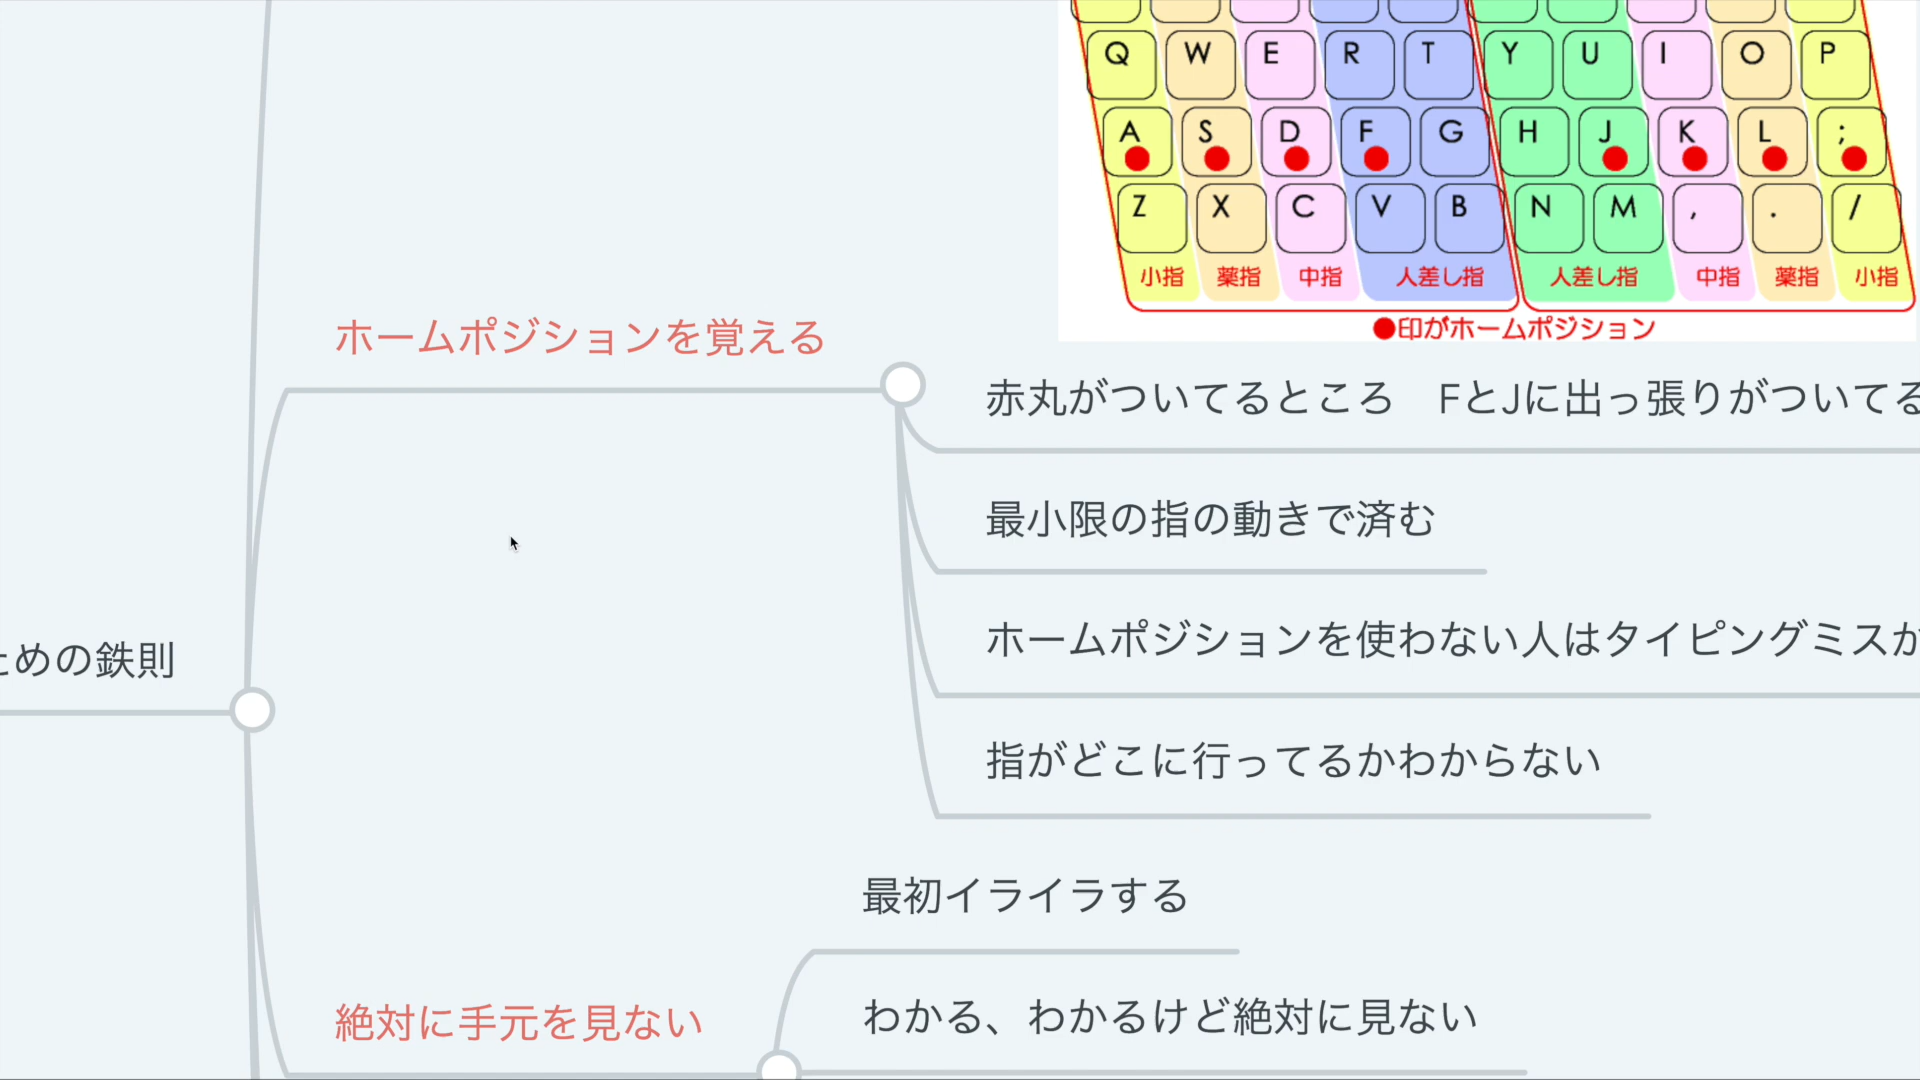 Q W E R T Y U I O P
A S D F G H J K L ;
Z X C V B N M , . /
小指 薬指 中指 人差し指 人差し指 中指 薬指 小指
●印がホームポジション
ホームポジションを覚える
赤丸がついてるところ　FとJに出っ張りがついてる
最小限の指の動きで済む
ホームポジションを使わない人はタイピングミスが
指がどこに行ってるかわからない
ための鉄則
最初イライラする
わかる、わかるけど絶対に見ない
絶対に手元を見ない